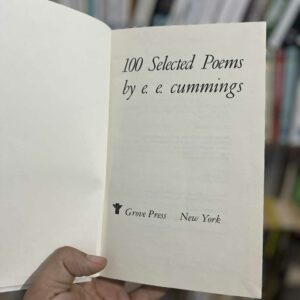 100 Selected Poems
by e. e. cummings
Grove Press New York